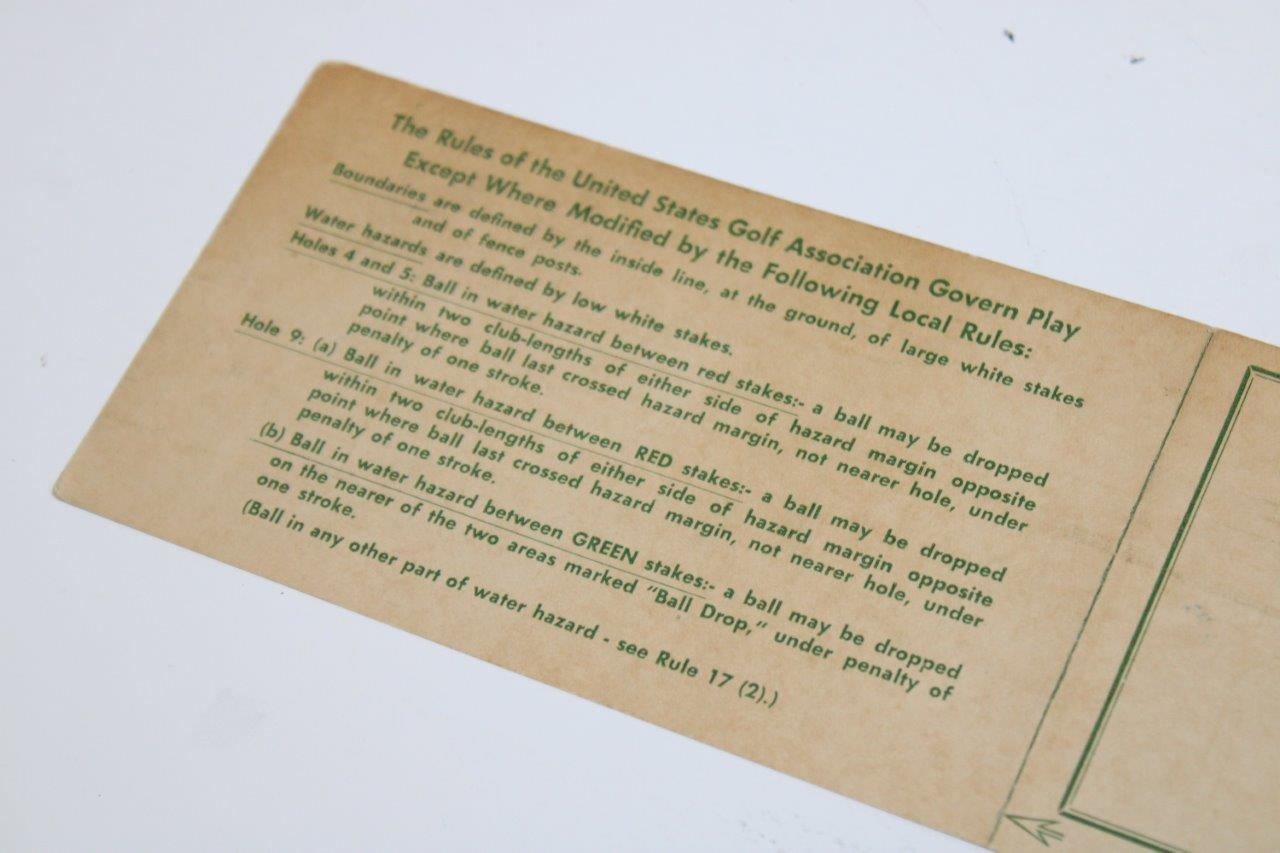 The Rules of the United States Golf Association Govern Play
Except Where Modified by the Following Local Rules:
Boundaries are defined by the inside line, at the ground, of large white stakes
and of fence posts.
Water hazards are defined by low white stakes.
Holes 4 and 5: Ball in water hazard between red stakes:- a ball may be dropped
within two club-lengths of either side of hazard margin opposite
point where ball last crossed hazard margin, not nearer hole, under
penalty of one stroke.
Hole 9: (a) Ball in water hazard between RED stakes:- a ball may be dropped
within two club-lengths of either side of hazard margin opposite
point where ball last crossed hazard margin, not nearer hole, under
penalty of one stroke.
(b) Ball in water hazard between GREEN stakes:- a ball may be dropped
on the nearer of the two areas marked "Ball Drop," under penalty of
one stroke.
(Ball in any other part of water hazard - see Rule 17 (2).)